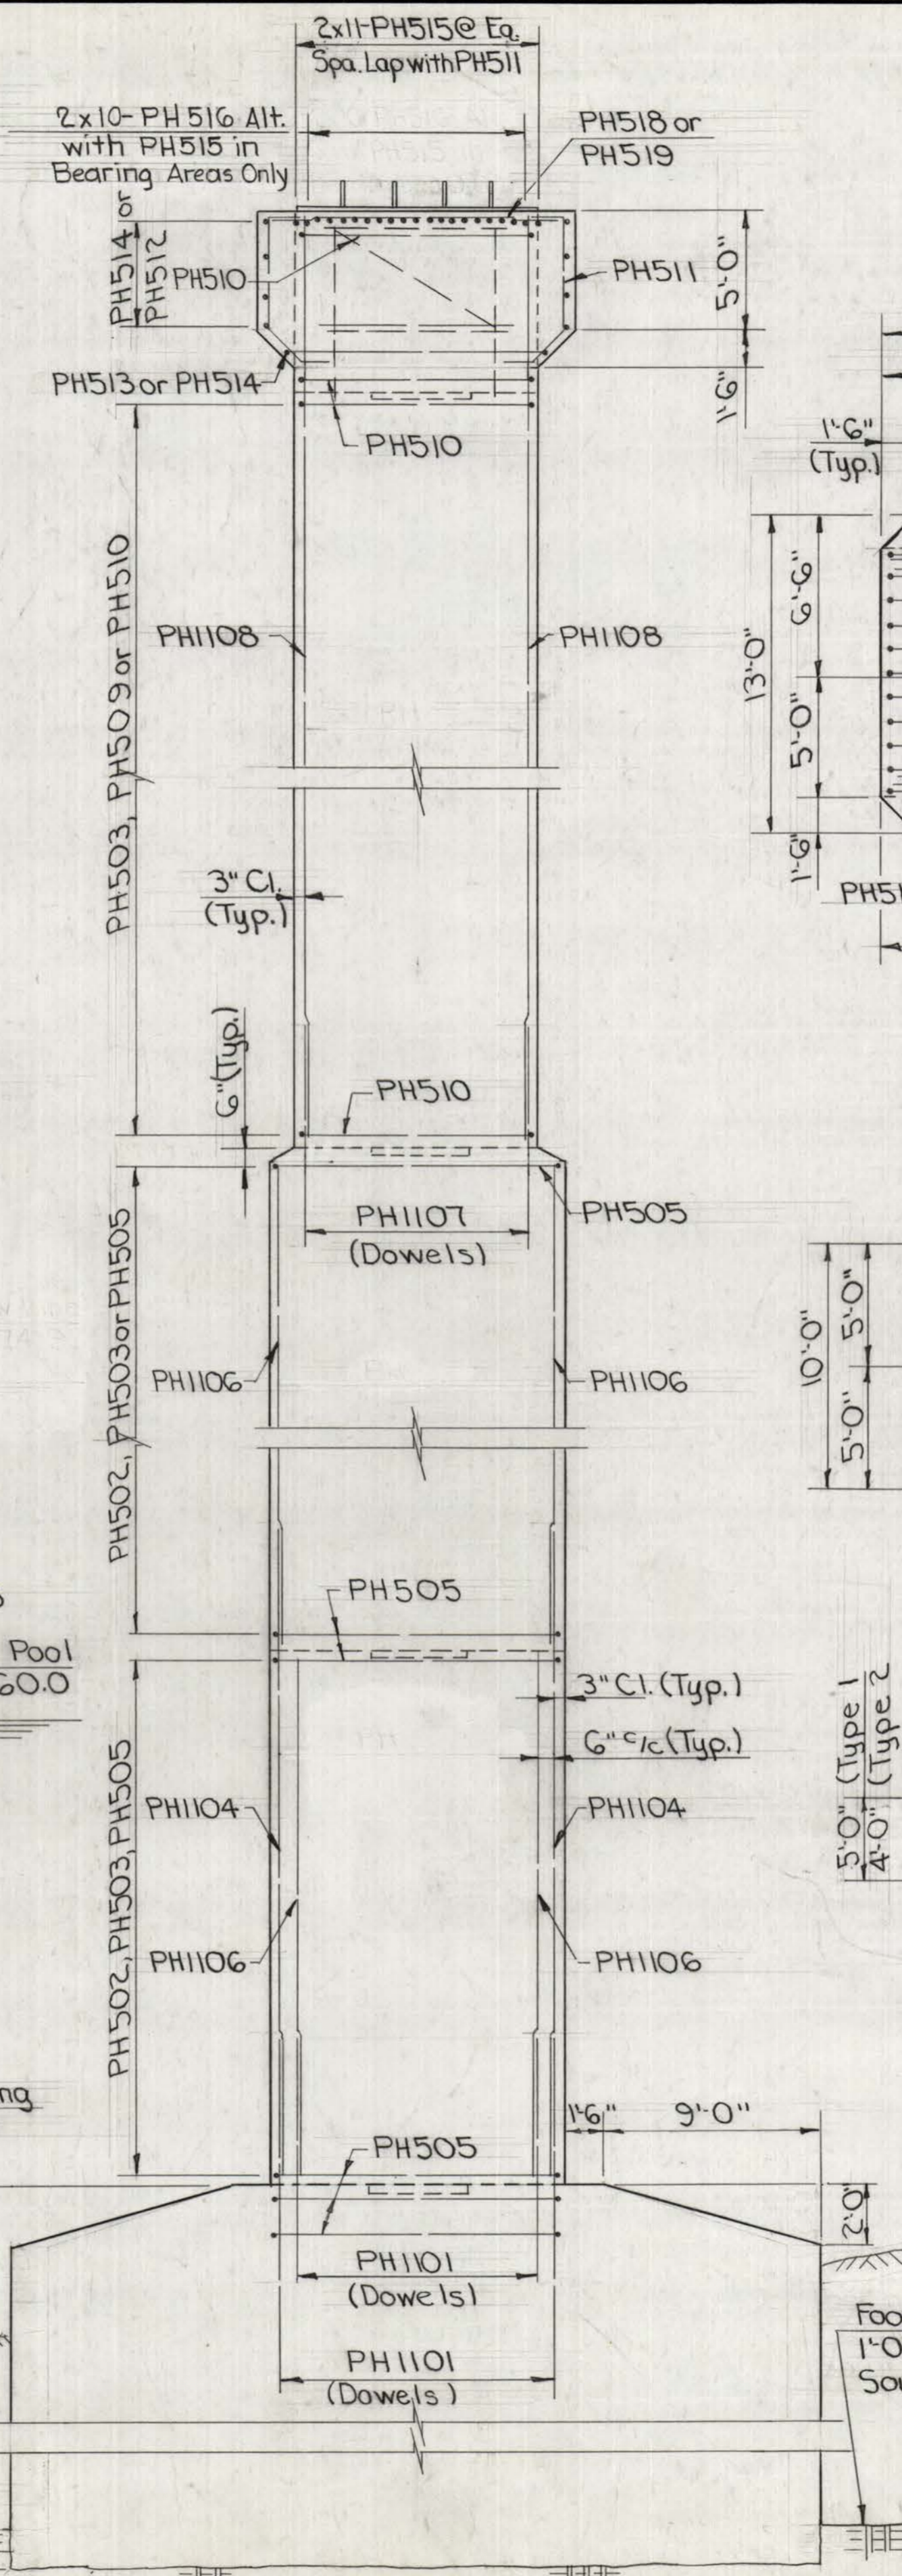 2x11-PH515@ Eq.
Spa. Lap with PH511
2x10-PH516 Alt.
with PH515 in
Bearing Areas Only
PH518 or
PH519
PH514 or
PH512
PH510
PH511
5'-0"
1'-6"
PH513 or PH514
PH510
1'-6"
(Typ.)
PH503, PH509 or PH510
PH1108
PH1108
13'-0"
6'-6"
5'-0"
1'-6"
3" Cl.
(Typ.)
6" (Typ.)
PH510
PH505
PH1107
(Dowels)
PH502, PH503 or PH505
PH1106
PH1106
10'-0"
5'-0"
5'-0"
PH505
Pool
60.0
3" Cl. (Typ.)
6" c/c (Typ.)
PH502, PH503, PH505
PH1104
PH1104
5'-0" (Type 1
4'-0" (Type 2
PH1106
PH1106
1'-6"
9'-0"
PH505
2'-0"
PH1101
(Dowels)
PH1101
(Dowels)
1'-0